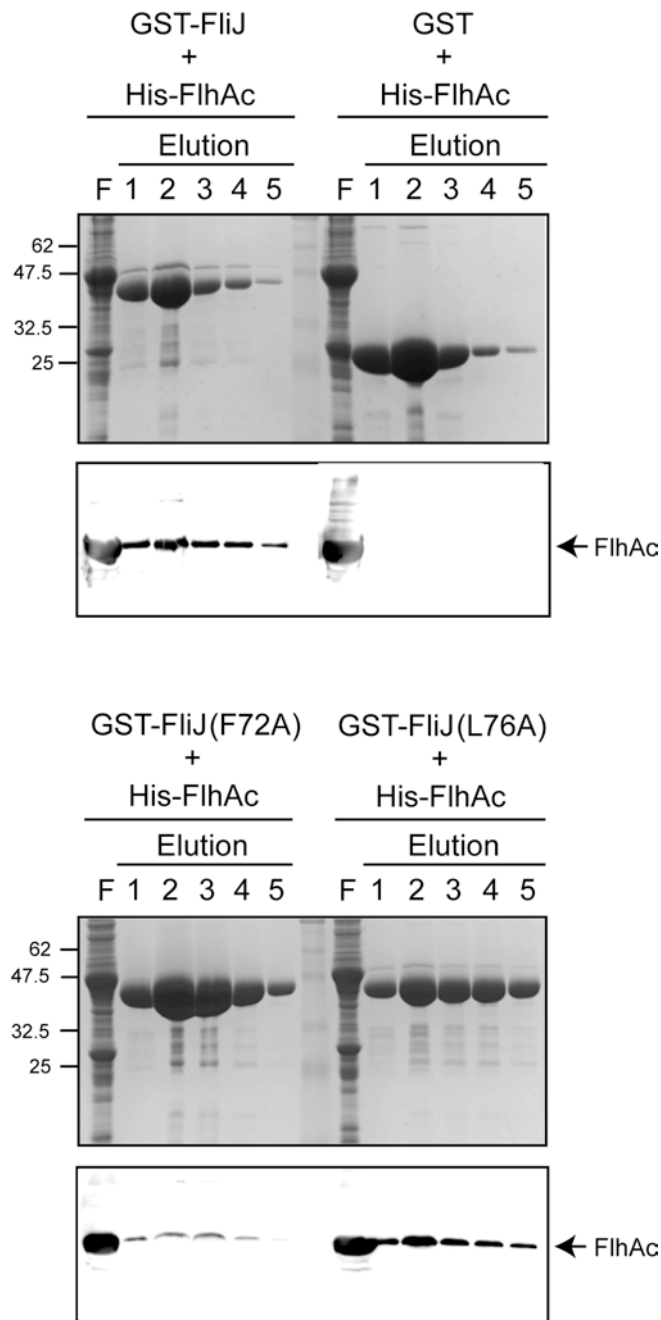 GST-FliJ GST
+ +
His-FlhAc His-FlhAc
Elution Elution
F 1 2 3 4 5 F 1 2 3 4 5
62
47.5
32.5
25
FlhAc
GST-FliJ(F72A) GST-FliJ(L76A)
+ +
His-FlhAc His-FlhAc
Elution Elution
F 1 2 3 4 5 F 1 2 3 4 5
62
47.5
32.5
25
FlhAc